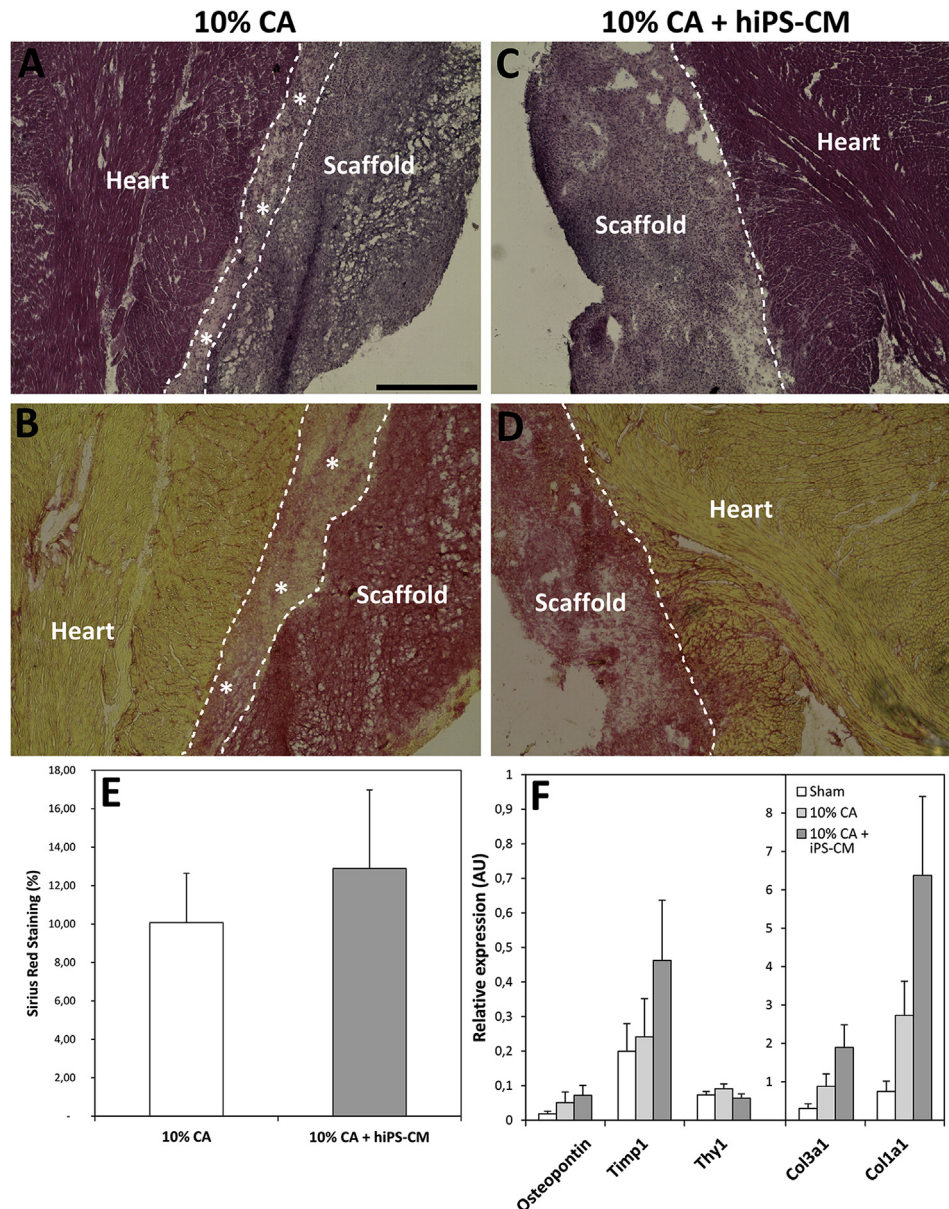 10% CA
10% CA + hiPS-CM
A
Heart
*
*
*
Scaffold
C
Scaffold
Heart
B
Heart
*
*
*
Scaffold
D
Scaffold
Heart
E
Sirius Red Staining (%)
18,00
16,00
14,00
12,00
10,00
8,00
6,00
4,00
2,00
-
10% CA
10% CA + hiPS-CM
F
Relative expression (AU)
1
0,9
0,8
0,7
0,6
0,5
0,4
0,3
0,2
0,1
0
8
7
6
5
4
3
2
1
Sham
10% CA
10% CA +
iPS-CM
Osteopontin
Timp1
Thy1
Col3a1
Col1a1